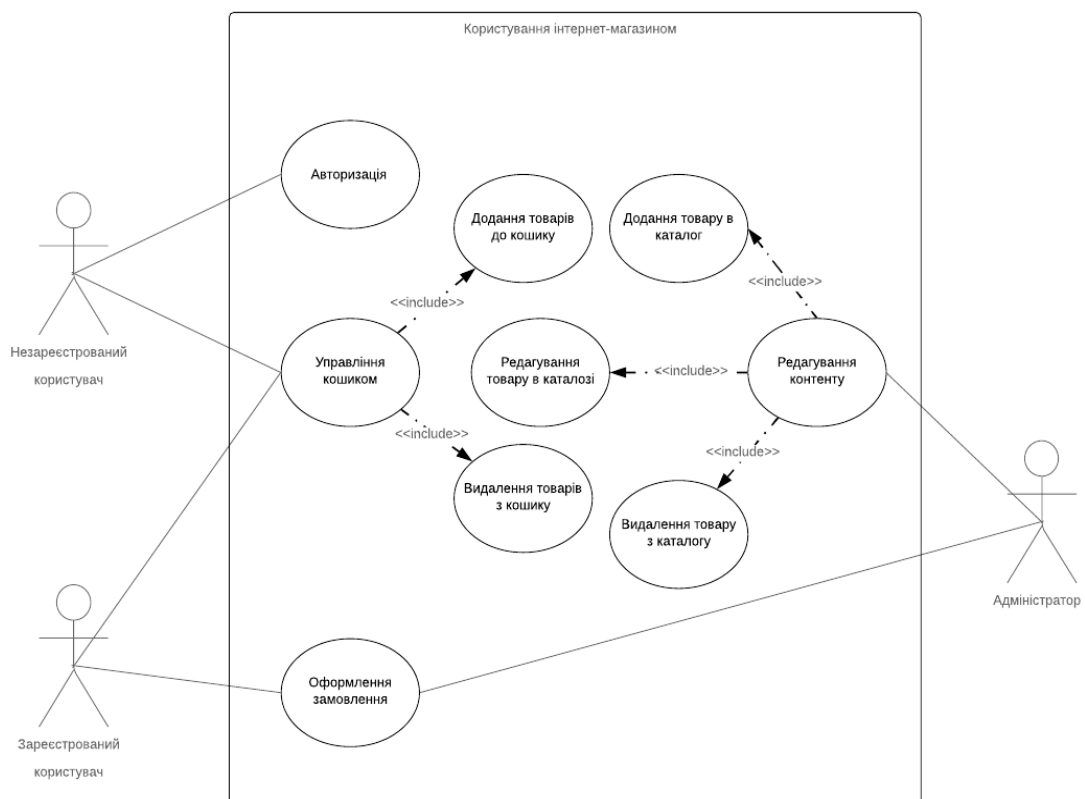 Користування інтернет-магазином
Авторизація
Додання товарів
до кошику
Додання товару в
каталог
<<include>>
<<include>>
Незареєстрований
користувач
Управління
кошиком
Редагування
товару в каталозі
<<include>>
Редагування
контенту
<<include>>
<<include>>
Видалення товарів
з кошику
Видалення товару
з каталогу
Адміністратор
Оформлення
замовлення
Зареєстрований
користувач